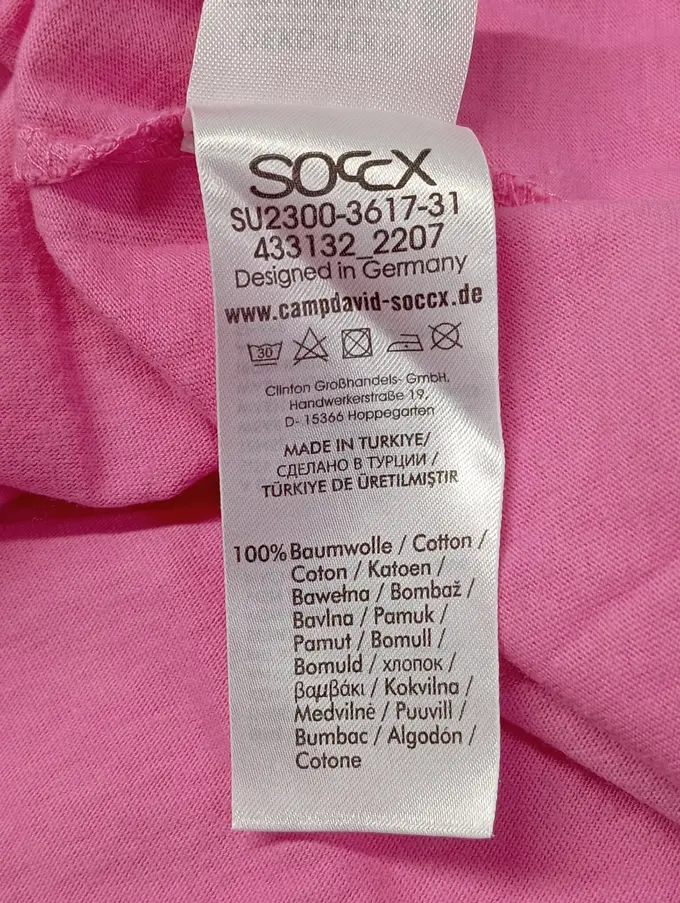 SOCCX
SU2300-3617-31
433132_2207
Designed in Germany
www.campdavid-soccx.de
30
Clinton Großhandels- GmbH,
Handwerkerstraße 19,
D- 15366 Hoppegarten
MADE IN TURKIYE/
СДЕЛАНО В ТУРЦИИ /
TÜRKİYE DE ÜRETILMIŞTIR
100% Baumwolle / Cotton /
Coton / Katoen /
Bawełna / Bombaž /
Bavlna / Pamuk /
Pamut / Bomull /
Bomuld / хлопок /
βαμβάκι / Kokvilna /
Medvilnė / Puuvill /
Bumbac / Algodón /
Cotone